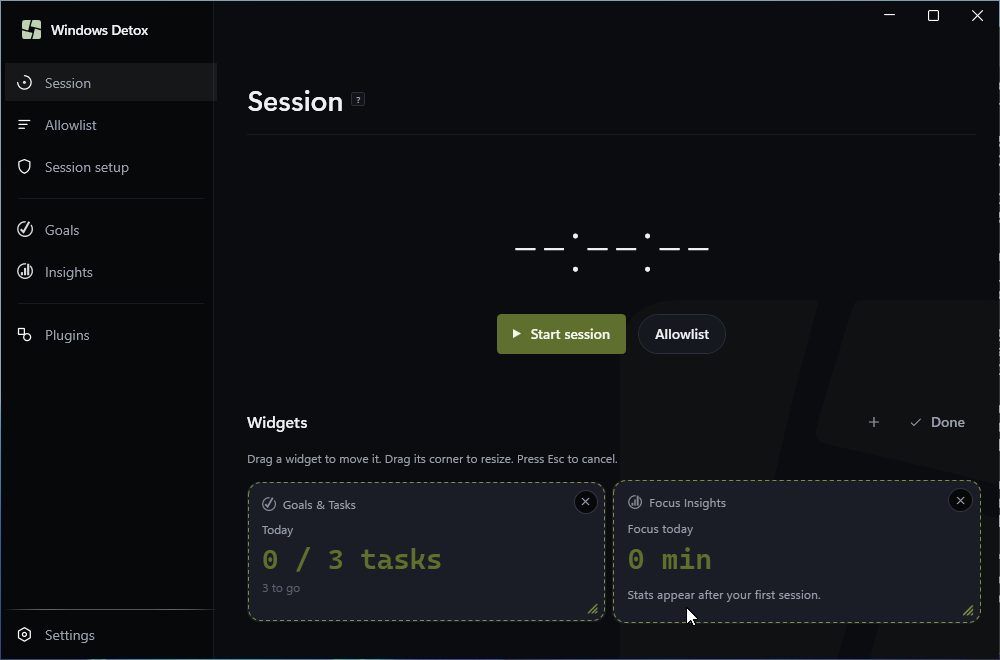 Windows Detox
Session
Allowlist
Session setup
Goals
Insights
Plugins
Settings
Session ?
– – : – – : – –
Start session
Allowlist
Widgets
+
Done
Drag a widget to move it. Drag its corner to resize. Press Esc to cancel.
Goals & Tasks
Today
0 / 3 tasks
3 to go
Focus Insights
Focus today
0 min
Stats appear after your first session.